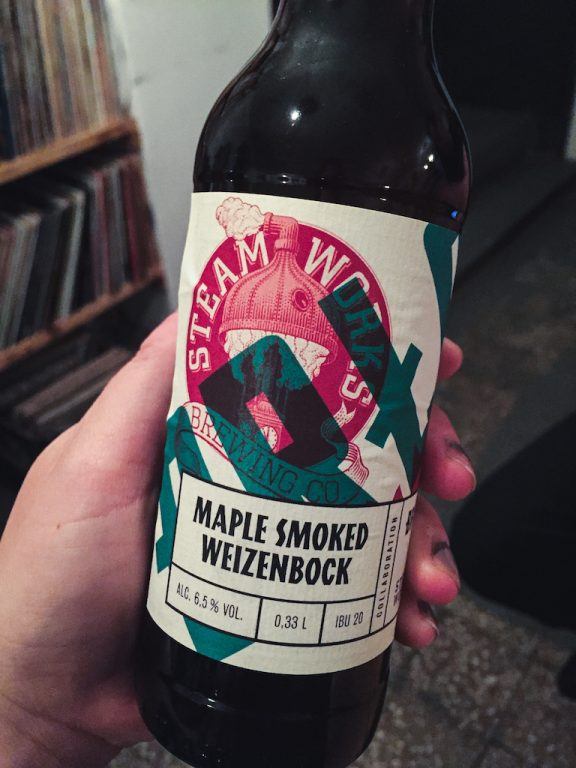 STEAM WORKS
BREWING CO.
MAPLE SMOKED
WEIZENBOCK
ALC. 6,5 % VOL.
0,33 L
IBU 20
COLLABORATION